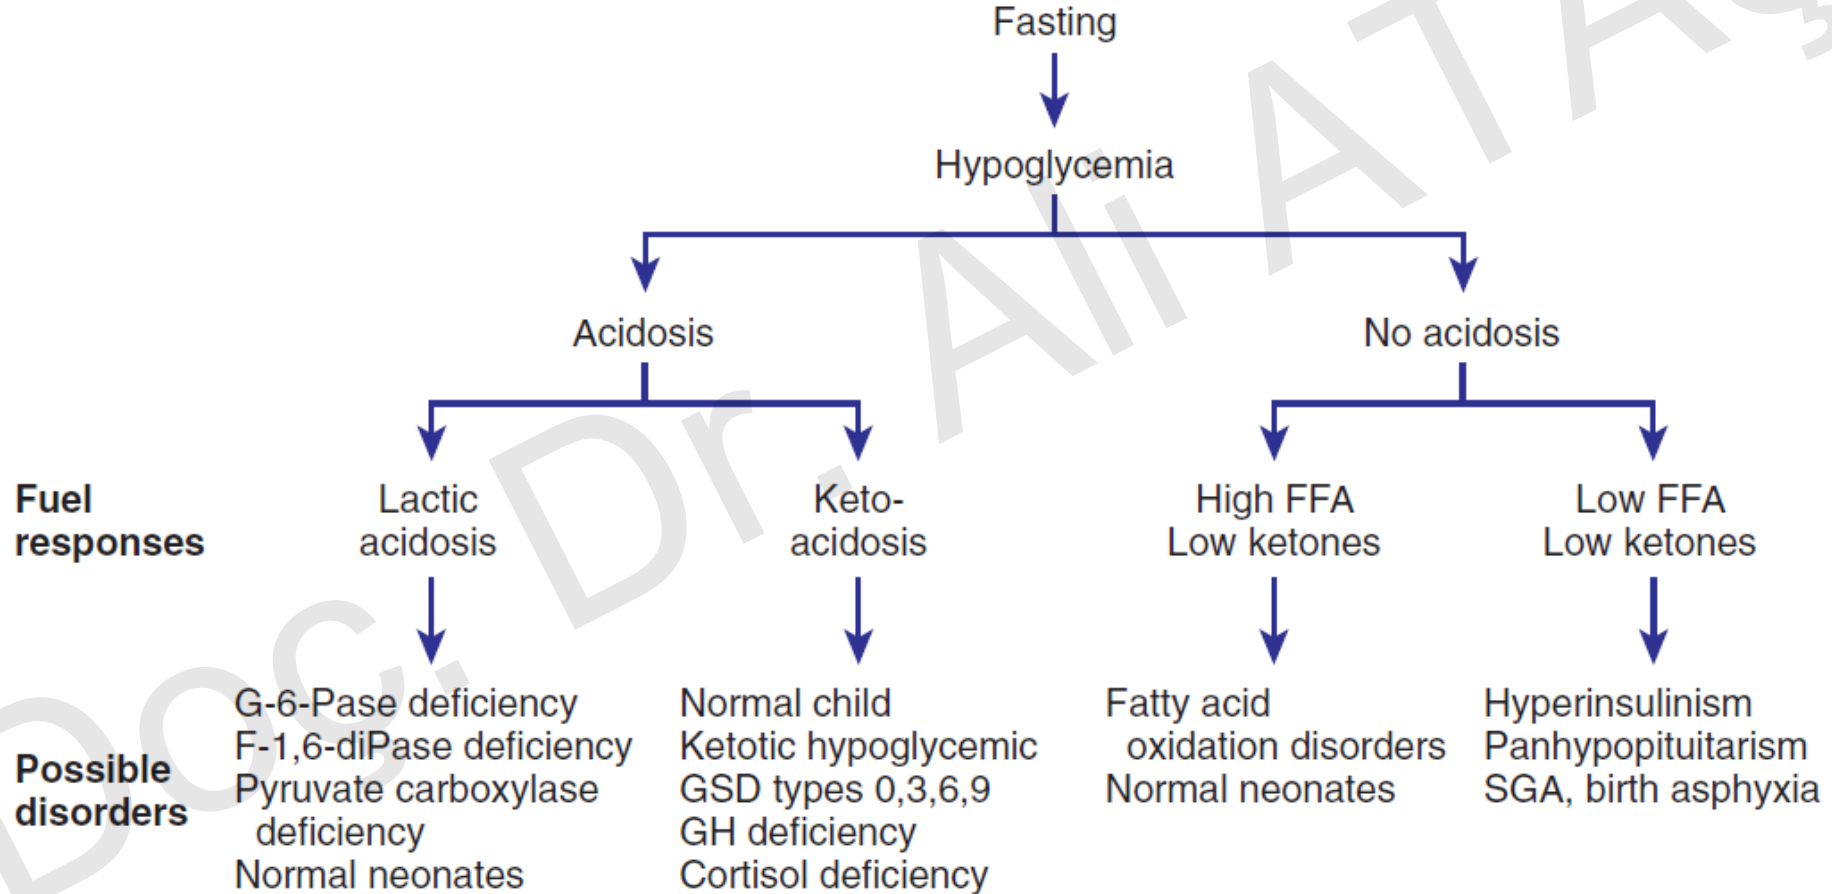 Fasting
Hypoglycemia
Acidosis
No acidosis
Fuel
responses
Lactic
acidosis
Keto-
acidosis
High FFA
Low ketones
Low FFA
Low ketones
Possible
disorders
G-6-Pase deficiency
F-1,6-diPase deficiency
Pyruvate carboxylase
deficiency
Normal neonates
Normal child
Ketotic hypoglycemic
GSD types 0,3,6,9
GH deficiency
Cortisol deficiency
Fatty acid
oxidation disorders
Normal neonates
Hyperinsulinism
Panhypopituitarism
SGA, birth asphyxia
Doç. Dr. Ali ATAŞ